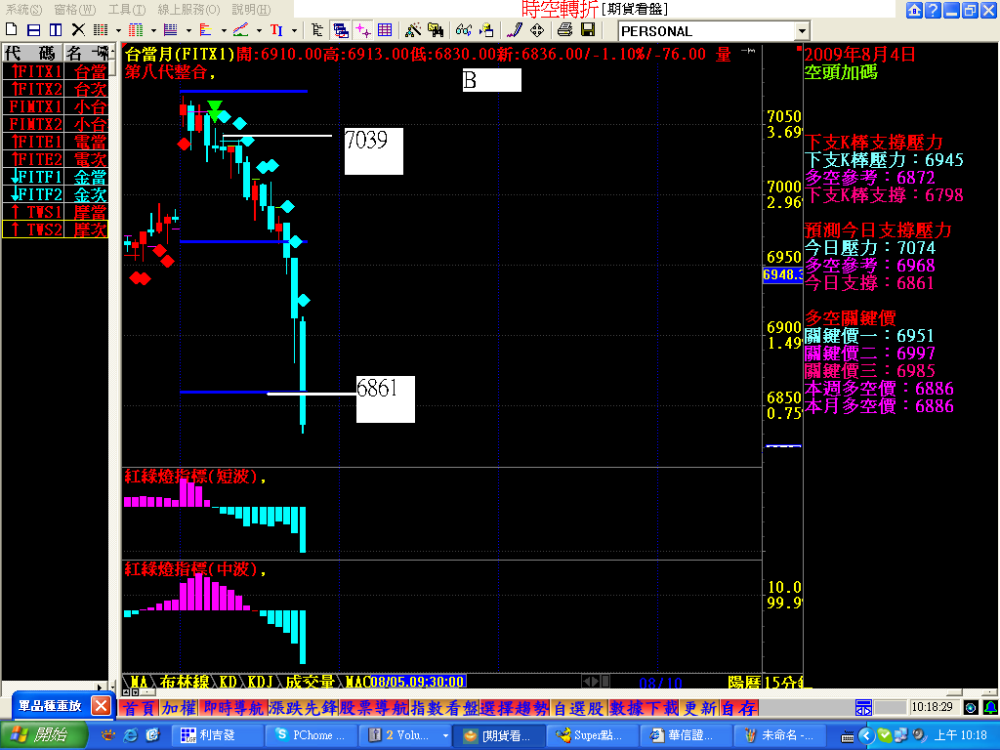 系統(S) 窗格(W) 工具(T) 線上服務(O) 說明(H)
時空轉折 [期貨看盤]
PERSONAL
代 碼 名 稱
↑FITX1 台當
↑FITX2 台次
FIMTX1 小台
FIMTX2 小台
↑FITE1 電當
↑FITE2 電次
↓FITF1 金當
↓FITF2 金次
↑ TWS1 摩當
↑ TWS2 摩次
台當月(FITX1)開:6910.00高:6913.00低:6830.00新:6836.00/-1.10%/-76.00 量
第八代整合,
B
7039
6861
7050
3.69%
7000
2.96%
6950
6948.3
6900
1.49%
6850
0.75%
2009年8月4日
空頭加碼
下支K棒支撐壓力
下支K棒壓力：6945
多空參考：6872
下支K棒支撐：6798
預測今日支撐壓力
今日壓力：7074
多空參考：6968
今日支撐：6861
多空關鍵價
關鍵價一：6951
關鍵價二：6997
關鍵價三：6985
本週多空價：6886
本月多空價：6886
紅綠燈指標(短波),
紅綠燈指標(中波),
10.0
99.9%
MA 布林線 KD KDJ 成交量 MAC
08/05.09:30:00
08/10
陽曆 15分鐘
單品種重放
首頁 加權 即時導航 漲跌先鋒 股票導航 指數看盤 選擇趨勢 自選股 數據下載 更新 自存
10:18:29
開始
利吉發
PChome ...
2 Volu...
[期貨看...
Super點...
華信證...
未命名 -...
上午 10:18